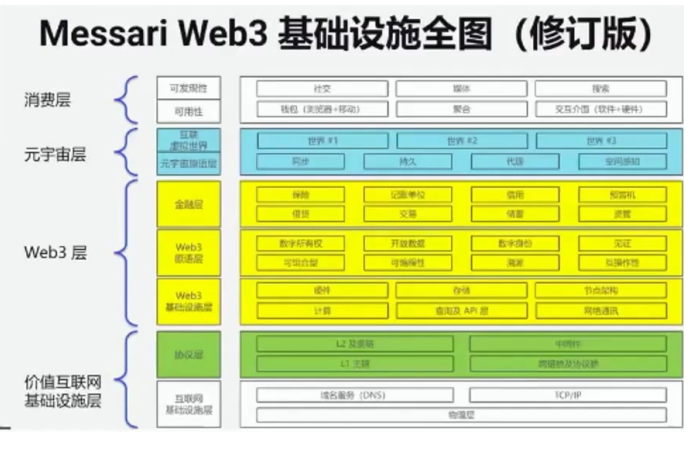 Messari Web3 基础设施全图（修订版）
消费层
可发现性
社交
媒体
搜索
可用性
钱包（浏览器+移动）
聚合
交互介面（软件+硬件）
元宇宙层
互联
虚拟世界
世界 #1
世界 #2
世界 #3
元宇宙原语层
同步
持久
代理
空间感知
Web3 层
金融层
保险
记账单位
信用
预言机
借贷
交易
储蓄
资管
Web3
原语层
数字所有权
开放数据
数字身份
见证
可组合型
可编程性
溯源
互操作性
Web3
基础设施层
硬件
存储
节点架构
计算
查询及 API 层
网络通讯
价值互联网
基础设施层
协议层
中间件
L1 主链
跨链桥及协议桥
互联网
基础设施层
域名服务（DNS）
TCP/IP
物理层